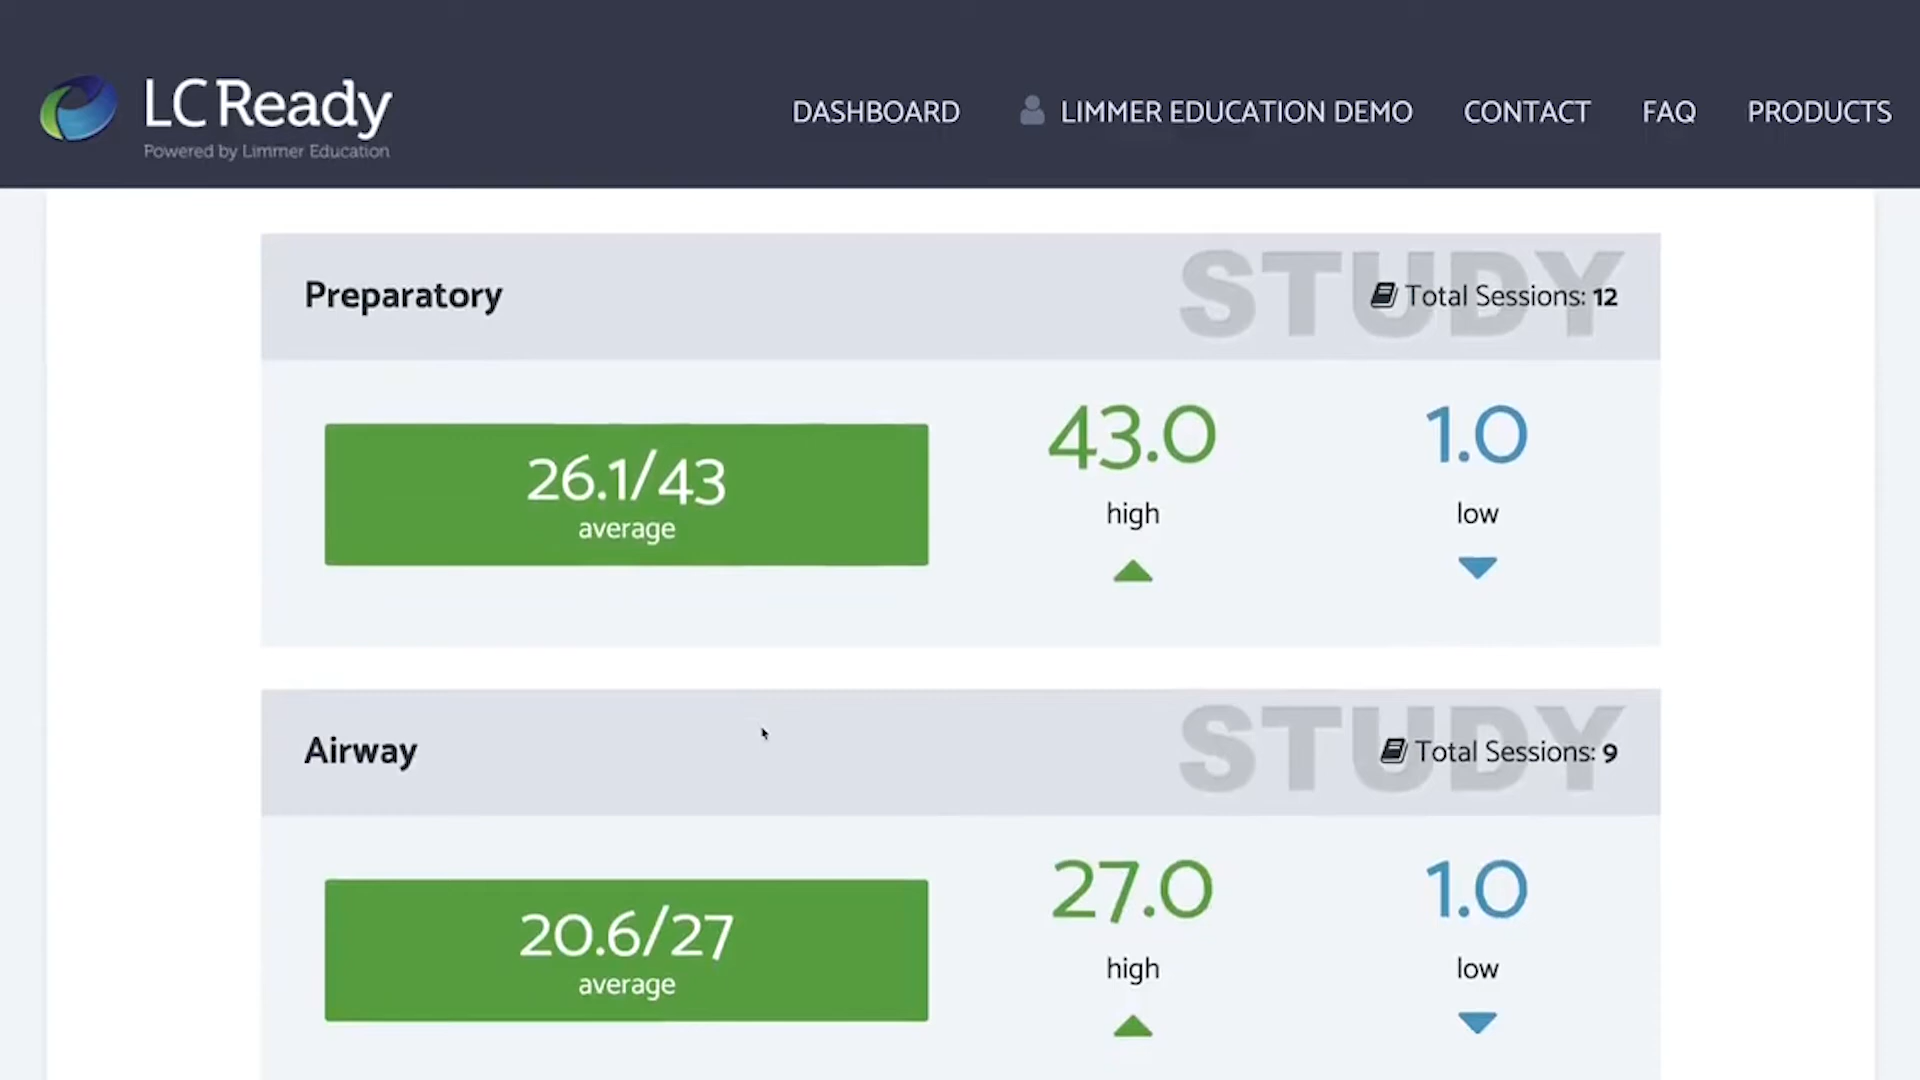 LC Ready
Powered by Limmer Education
DASHBOARD LIMMER EDUCATION DEMO CONTACT FAQ PRODUCTS
Preparatory
STUDY
Total Sessions: 12
26.1/43
average
43.0
high
1.0
low
Airway
STUDY
Total Sessions: 9
20.6/27
average
27.0
high
1.0
low